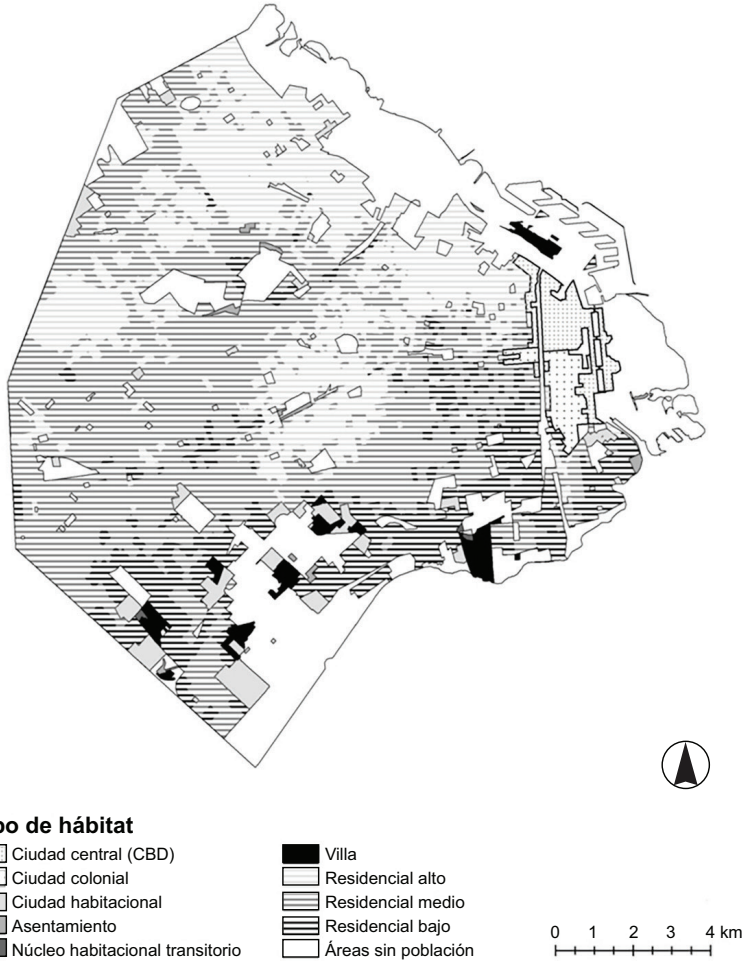 po de hábitat
Ciudad central (CBD)
Ciudad colonial
Ciudad habitacional
Asentamiento
Núcleo habitacional transitorio
Villa
Residencial alto
Residencial medio
Residencial bajo
Áreas sin población
0 1 2 3 4 km